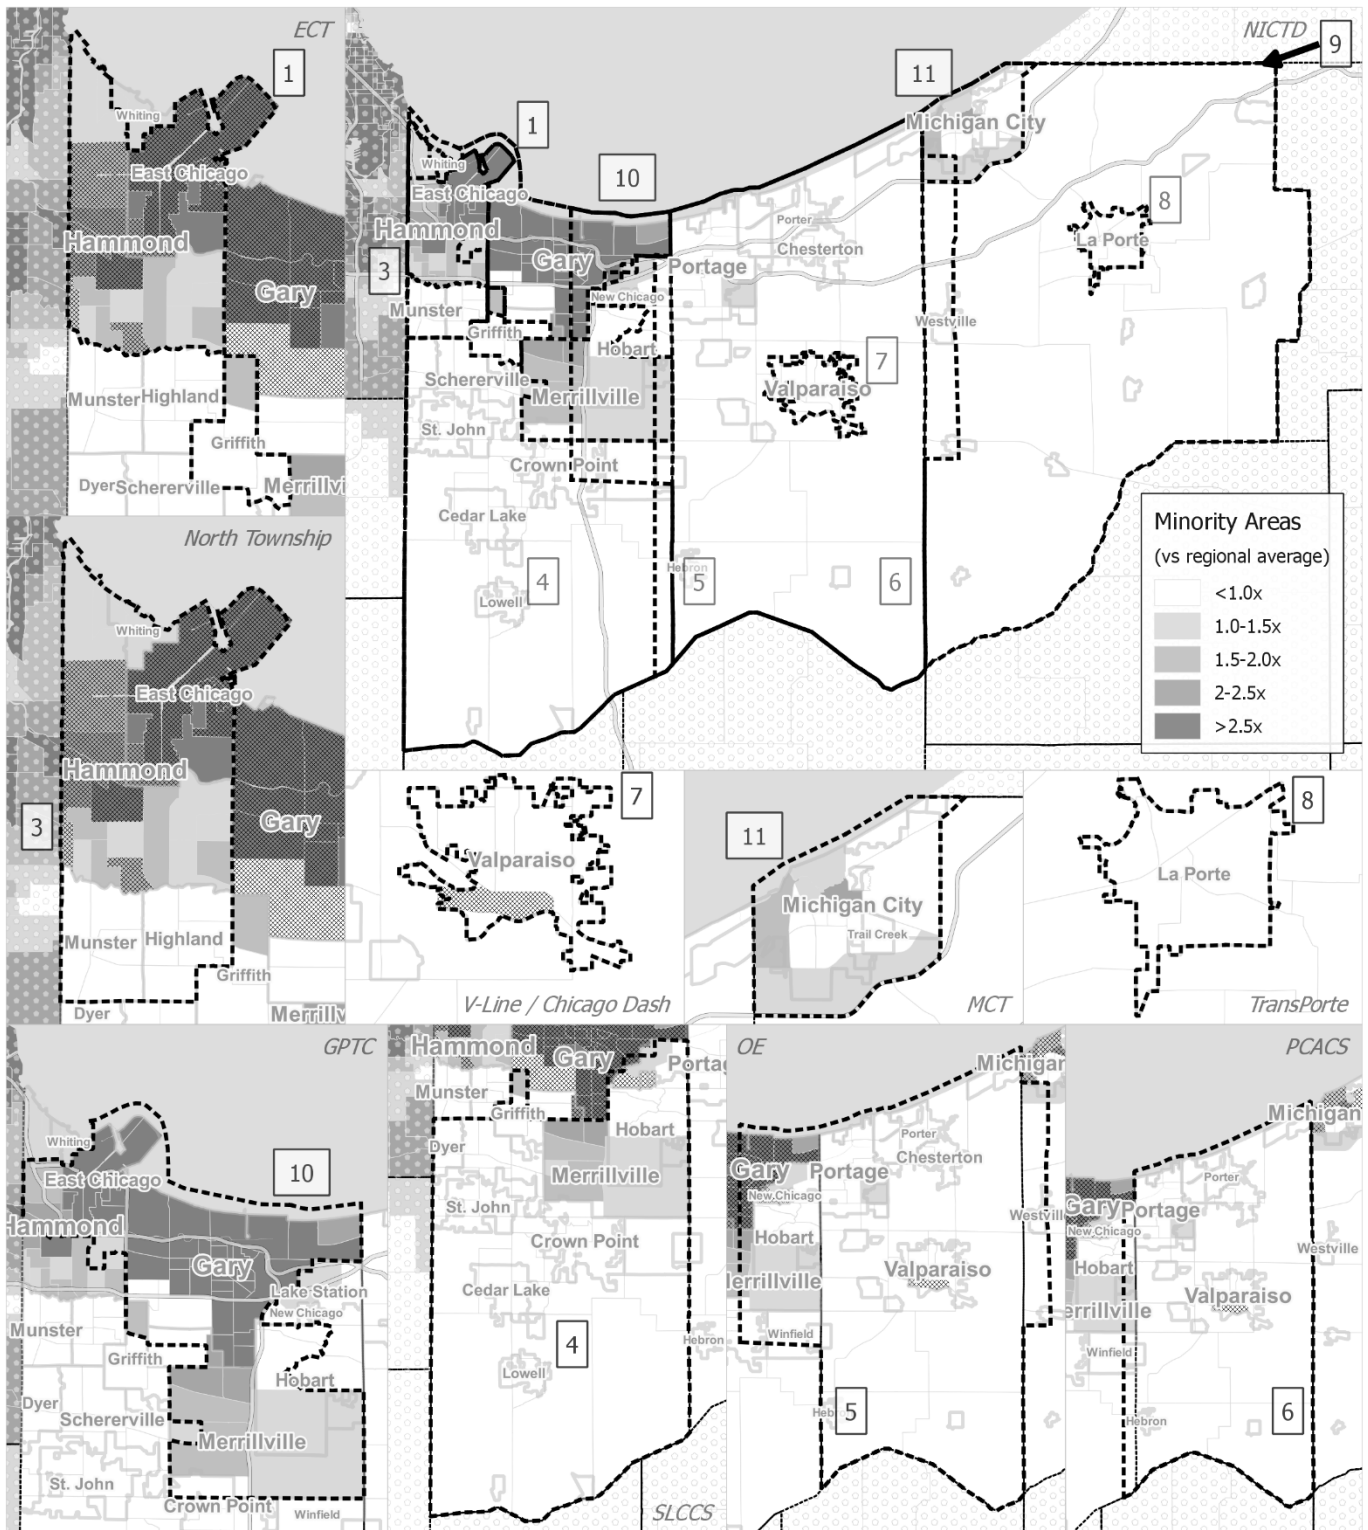 ECT
1
Whiting
East Chicago
Hammond
Gary
Munster
Highland
Griffith
Dyer
Schererville
Merrillvi
NICTD
9
11
Michigan City
1
Whiting
10
East Chicago
Hammond
8
Porter
Chesterton
La Porte
3
Gary
Portage
New Chicago
Munster
Westville
Griffith
Hobart
7
Schererville
Valparaiso
Merrillville
St. John
Crown Point
Cedar Lake
Hebron
4
5
6
Lowell
Minority Areas
(vs regional average)
<1.0x
1.0-1.5x
1.5-2.0x
2-2.5x
>2.5x
North Township
Whiting
East Chicago
Hammond
3
Gary
Munster
Highland
Griffith
Dyer
Merrillv
7
Valparaiso
V-Line / Chicago Dash
11
Michigan City
Trail Creek
MCT
8
La Porte
TransPorte
GPTC
Whiting
East Chicago
10
Hammond
Gary
Lake Station
New Chicago
Munster
Griffith
Hobart
Dyer
Schererville
Merrillville
St. John
Crown Point
Winfield
Hammond
Gary
Portag
Munster
Griffith
Hobart
Dyer
Merrillville
St. John
Crown Point
Cedar Lake
4
Hebron
Lowell
SLCCS
OE
Michigan
Porter
Chesterton
Gary
Portage
New Chicago
Westvill
Hobart
Valparaiso
lerrillville
Winfield
5
Heb
PCACS
Michigan
Porter
Gary
Portage
New Chicago
Westville
Hobart
Valparaiso
errillville
Winfield
6
Hebron